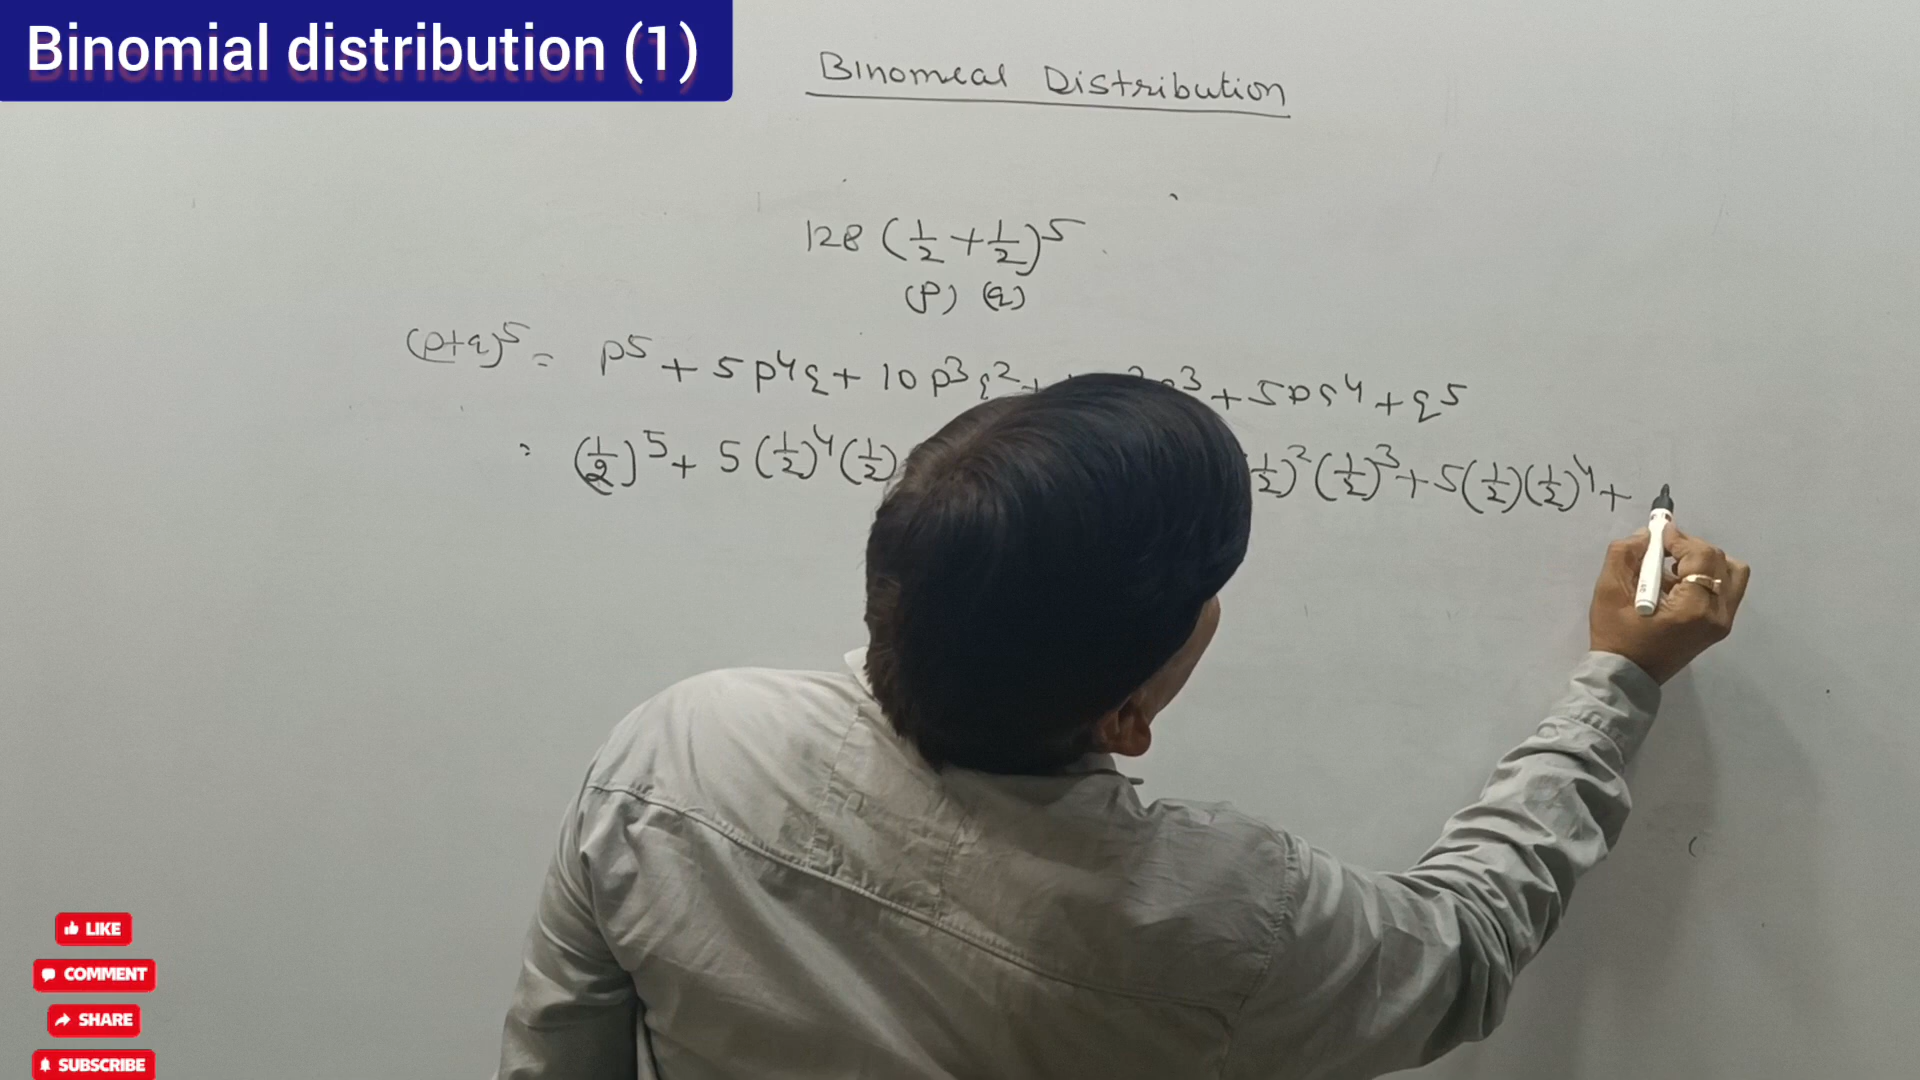 Binomial distribution (1)
Binomeal Distribution
128 (1/2 + 1/2)^5
(p) (q)
(p+q)^5 = p^5 + 5p^4q + 10p^3q^2 + q^3 + 5pq^4 + q^5
= (1/2)^5 + 5(1/2)^4(1/2) 1/2)^2(1/2)^3 + 5(1/2)(1/2)^4 +
LIKE
COMMENT
SHARE
SUBSCRIBE